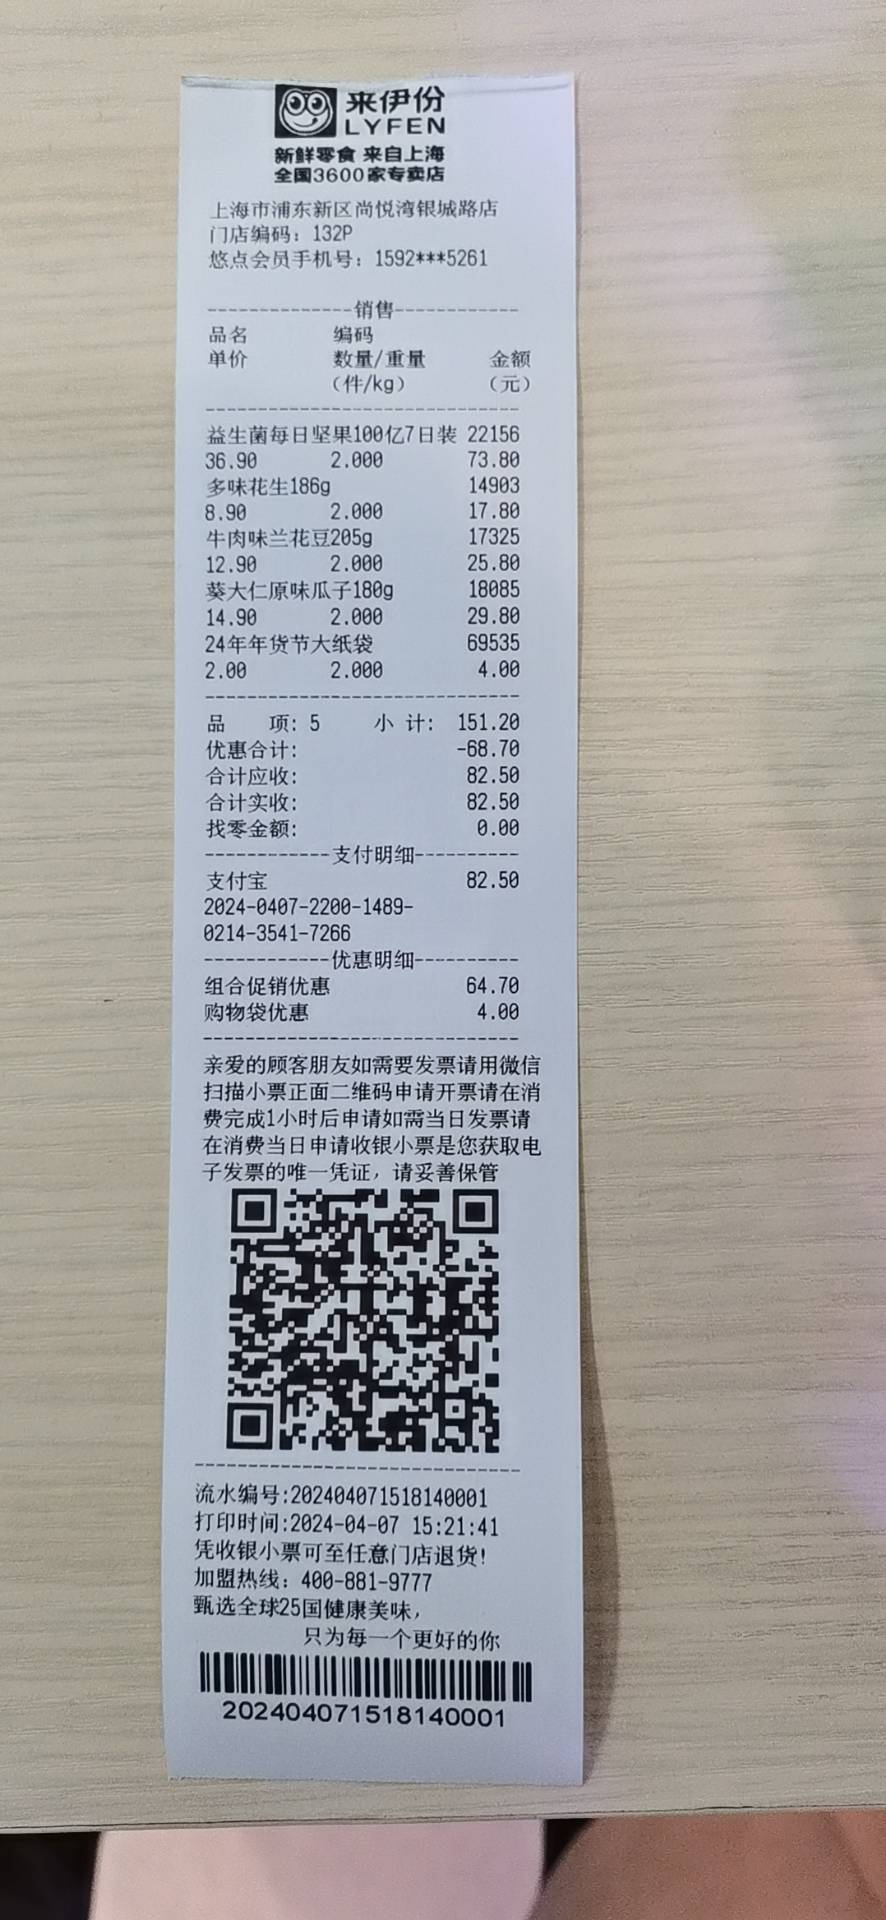 来伊份
LYFEN
新鲜零食 来自上海
全国3600家专卖店
上海市浦东新区尚悦湾银城路店
门店编码：132P
悠点会员手机号：1592***5261
--------------销售------------
品名 编码
单价 数量/重量 金额
（件/kg） （元）
------------------------------
益生菌每日坚果100亿7日装 22156
36.90 2.000 73.80
多味花生186g 14903
8.90 2.000 17.80
牛肉味兰花豆205g 17325
12.90 2.000 25.80
葵大仁原味瓜子180g 18085
14.90 2.000 29.80
24年年货节大纸袋 69535
2.00 2.000 4.00
------------------------------
品 项: 5 小 计: 151.20
优惠合计: -68.70
合计应收: 82.50
合计实收: 82.50
找零金额: 0.00
------------支付明细----------
支付宝 82.50
2024-0407-2200-1489-
0214-3541-7266
------------优惠明细----------
组合促销优惠 64.70
购物袋优惠 4.00
------------------------------
亲爱的顾客朋友如需要发票请用微信
扫描小票正面二维码申请开票请在消
费完成1小时后申请如需当日发票请
在消费当日申请收银小票是您获取电
子发票的唯一凭证，请妥善保管
------------------------------
流水编号:202404071518140001
打印时间:2024-04-07 15:21:41
凭收银小票可至任意门店退货!
加盟热线：400-881-9777
甄选全球25国健康美味，
只为每一个更好的你
202404071518140001